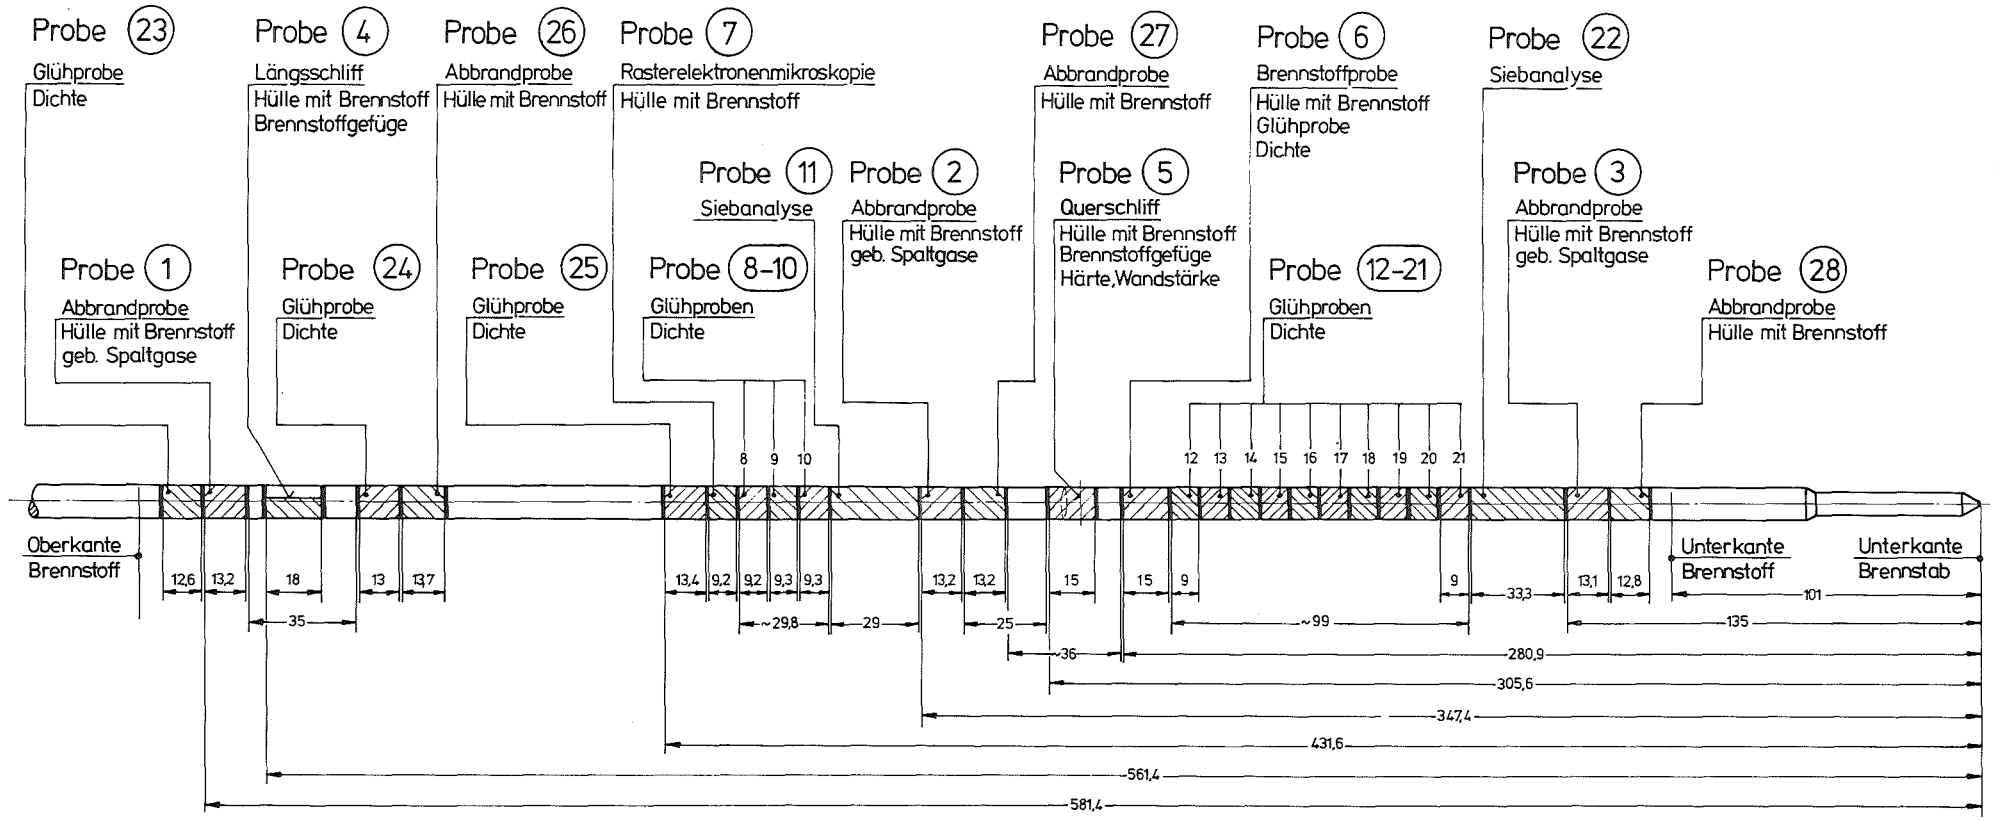 Probe 23
Glühprobe
Dichte
Probe 4
Längsschliff
Hülle mit Brennstoff
Brennstoffgefüge
Probe 26
Abbrandprobe
Hülle mit Brennstoff
Probe 7
Rasterelektronenmikroskopie
Hülle mit Brennstoff
Probe 27
Abbrandprobe
Hülle mit Brennstoff
Probe 6
Brennstoffprobe
Hülle mit Brennstoff
Glühprobe
Dichte
Probe 22
Siebanalyse
Probe 11
Siebanalyse
Probe 2
Abbrandprobe
Hülle mit Brennstoff
geb. Spaltgase
Probe 5
Querschliff
Hülle mit Brennstoff
Brennstoffgefüge
Härte,Wandstärke
Probe 3
Abbrandprobe
Hülle mit Brennstoff
geb. Spaltgase
Probe 1
Abbrandprobe
Hülle mit Brennstoff
geb. Spaltgase
Probe 24
Glühprobe
Dichte
Probe 25
Glühprobe
Dichte
Probe 8-10
Glühproben
Dichte
Probe 12-21
Glühproben
Dichte
Probe 28
Abbrandprobe
Hülle mit Brennstoff
8 9 10
12 13 14 15 16 17 18 19 20 21
Oberkante
Brennstoff
Unterkante
Brennstoff
Unterkante
Brennstab
12,6 13,2 18 13 13,7 13,4 9,2 9,2 9,3 9,3 13,2 13,2 15 15 9 9 33,3 13,1 12,8 101
35 ~29,8 29 25 ~99 135
~36 280,9
305,6
347,4
431,6
561,4
581,4